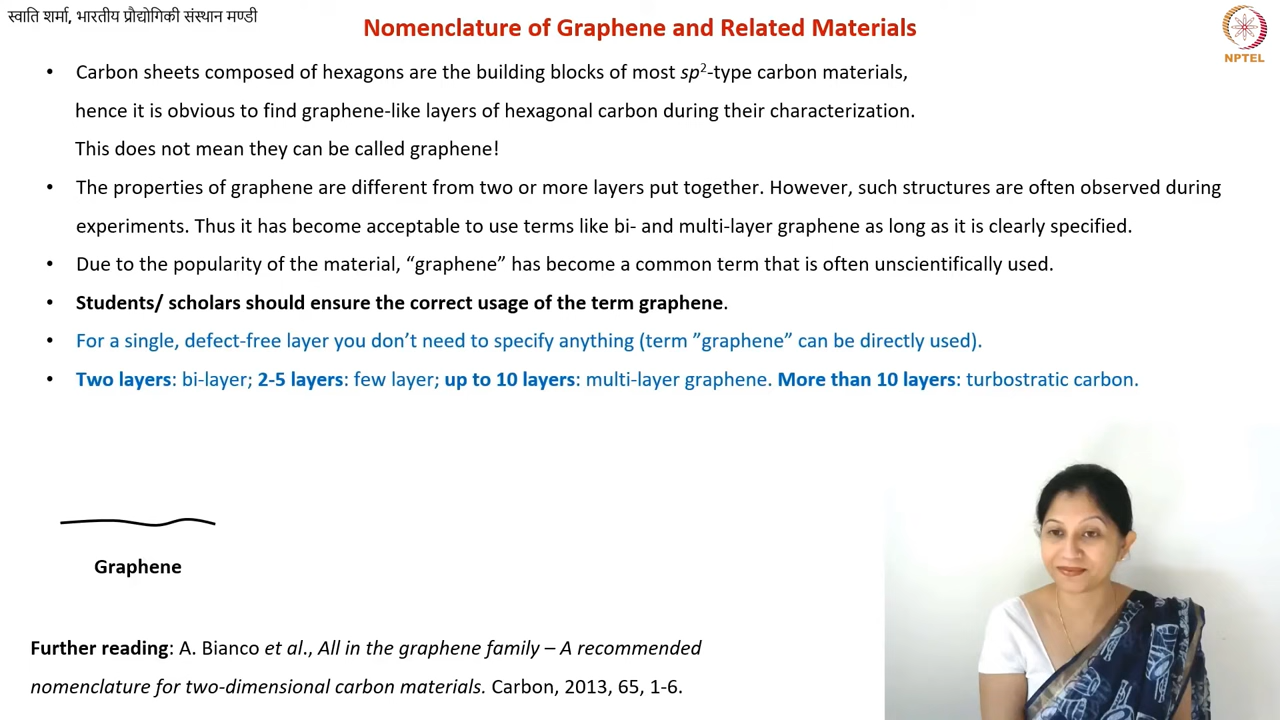 स्वाति शर्मा, भारतीय प्रौद्योगिकी संस्थान मण्डी
Nomenclature of Graphene and Related Materials
NPTEL
• Carbon sheets composed of hexagons are the building blocks of most sp²-type carbon materials,
hence it is obvious to find graphene-like layers of hexagonal carbon during their characterization.
This does not mean they can be called graphene!
• The properties of graphene are different from two or more layers put together. However, such structures are often observed during
experiments. Thus it has become acceptable to use terms like bi- and multi-layer graphene as long as it is clearly specified.
• Due to the popularity of the material, “graphene” has become a common term that is often unscientifically used.
• Students/ scholars should ensure the correct usage of the term graphene.
• For a single, defect-free layer you don’t need to specify anything (term ”graphene” can be directly used).
• Two layers: bi-layer; 2-5 layers: few layer; up to 10 layers: multi-layer graphene. More than 10 layers: turbostratic carbon.
Graphene
Further reading: A. Bianco et al., All in the graphene family – A recommended
nomenclature for two-dimensional carbon materials. Carbon, 2013, 65, 1-6.